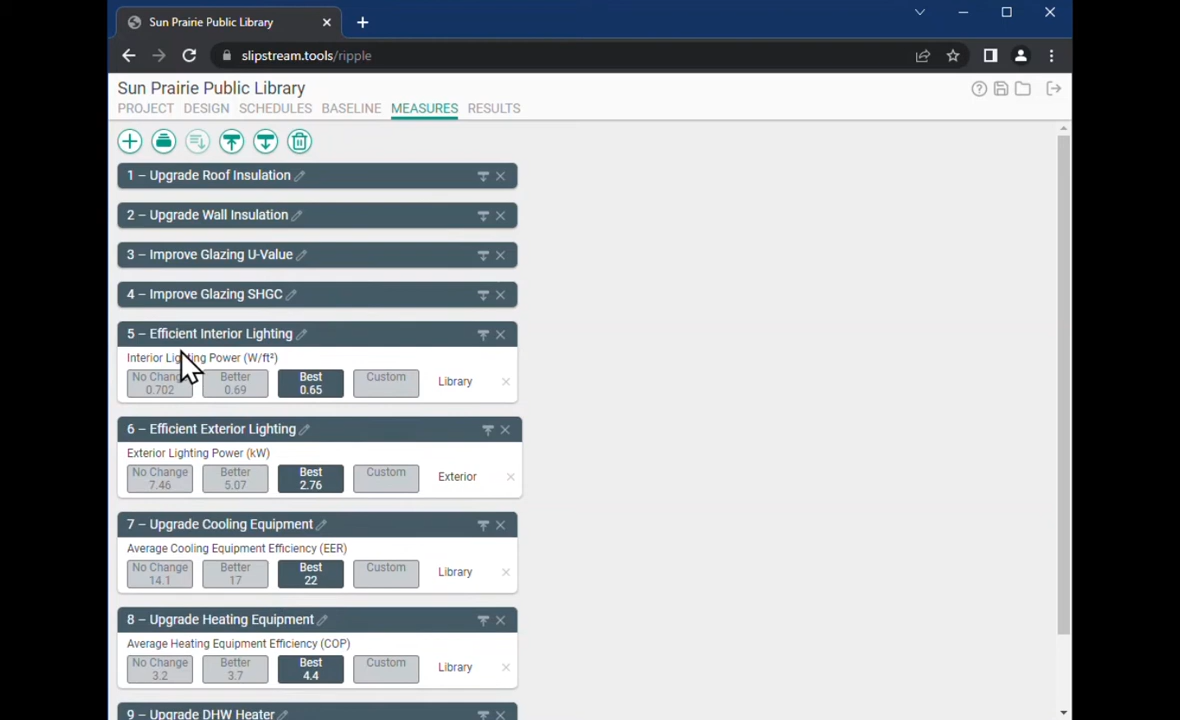 Sun Prairie Public Library
slipstream.tools/ripple
Sun Prairie Public Library
PROJECT DESIGN SCHEDULES BASELINE MEASURES RESULTS
1 – Upgrade Roof Insulation
2 – Upgrade Wall Insulation
3 – Improve Glazing U-Value
4 – Improve Glazing SHGC
5 – Efficient Interior Lighting
Interior Lighting Power (W/ft²)
No Change Better Best Custom
0.702 0.69 0.65
Library
6 – Efficient Exterior Lighting
Exterior Lighting Power (kW)
No Change Better Best Custom
7.46 5.07 2.76
Exterior
7 – Upgrade Cooling Equipment
Average Cooling Equipment Efficiency (EER)
No Change Better Best Custom
14.1 17 22
Library
8 – Upgrade Heating Equipment
Average Heating Equipment Efficiency (COP)
No Change Better Best Custom
3.2 3.7 4.4
Library
9 – Upgrade DHW Heater